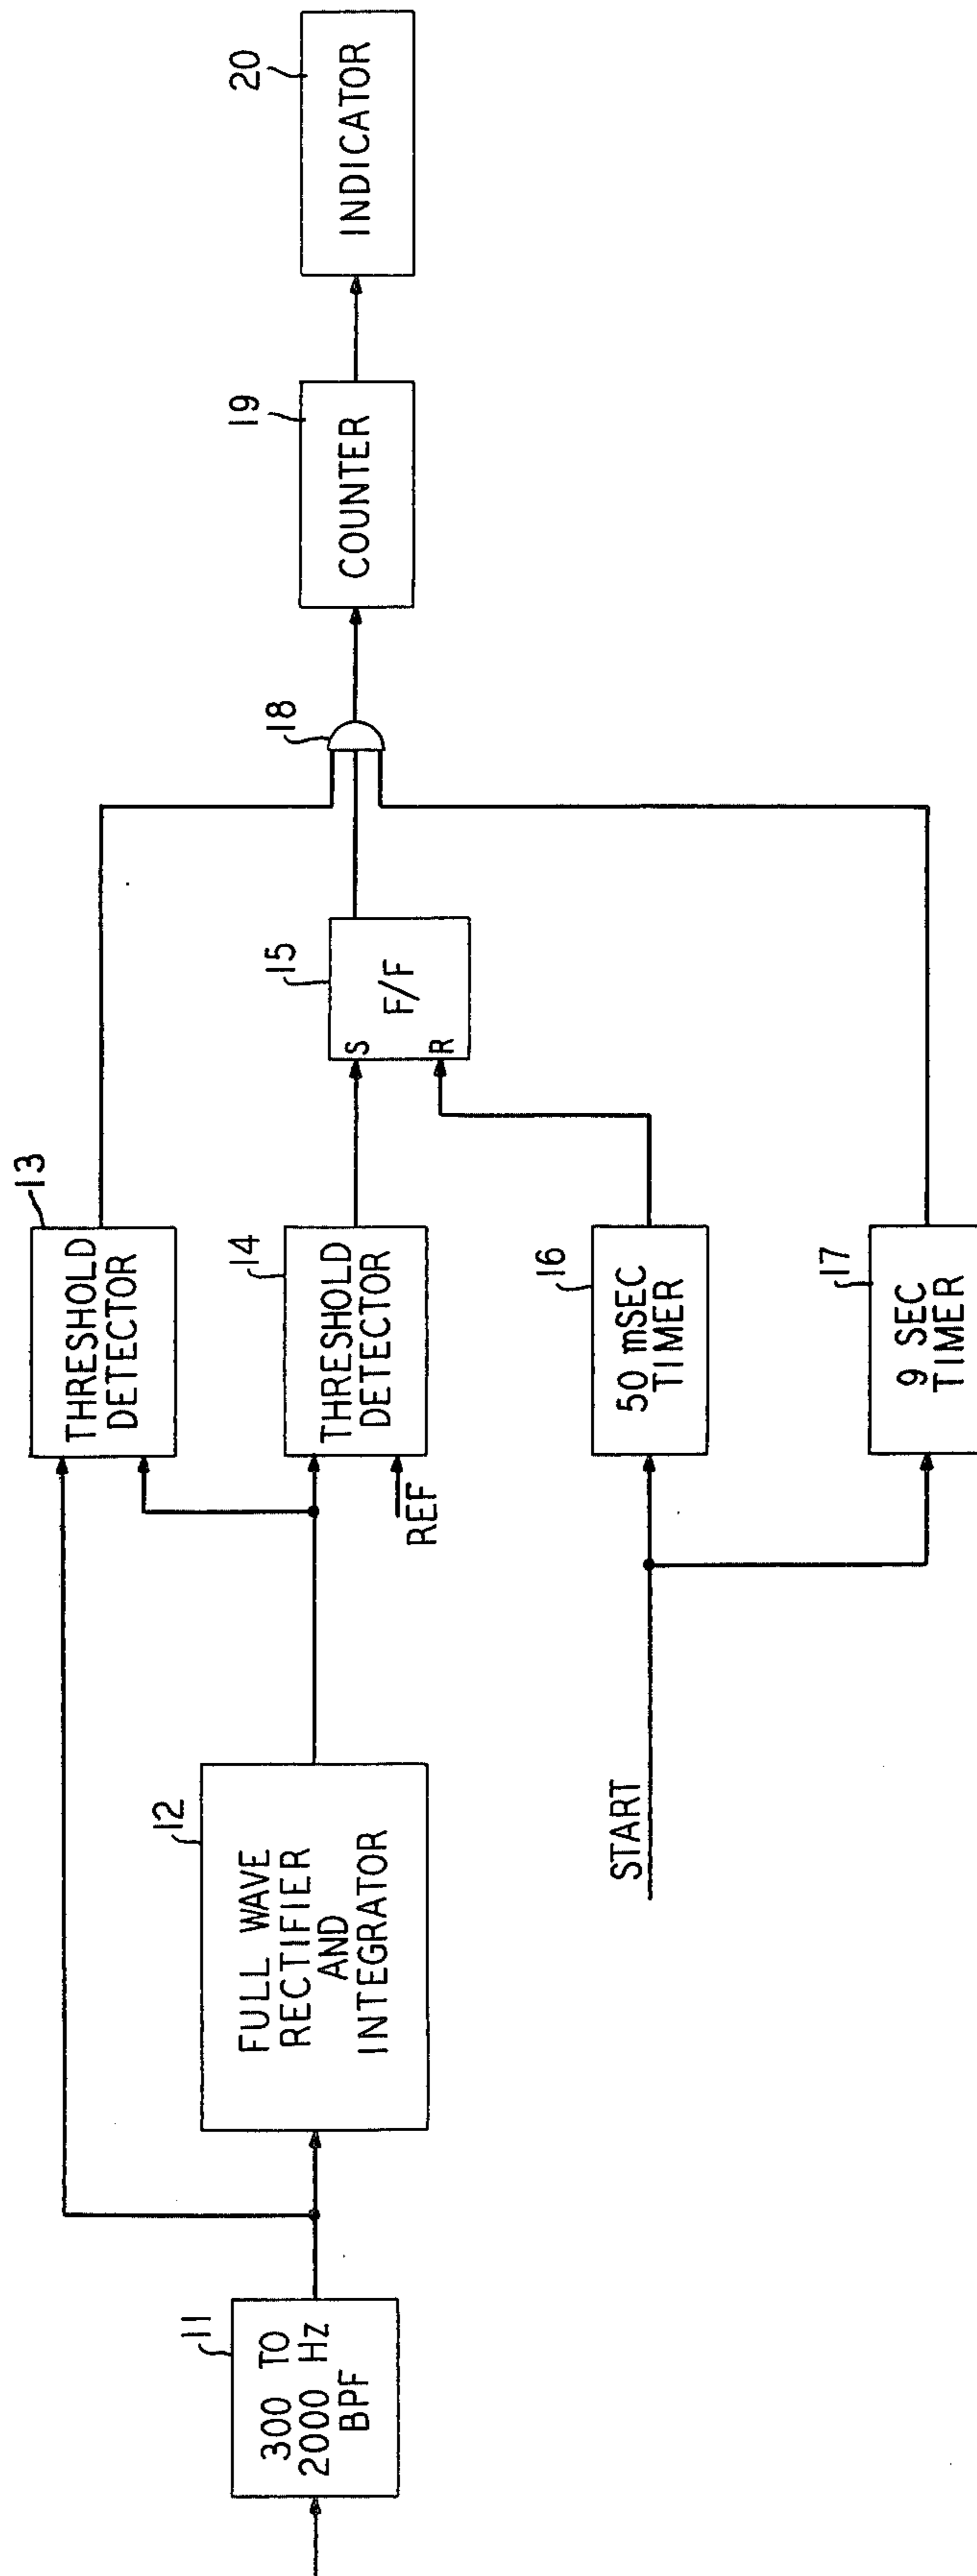 11
300 TO
2000 Hz
BPF
12
FULL WAVE
RECTIFIER
AND
INTEGRATOR
13
THRESHOLD
DETECTOR
14
THRESHOLD
DETECTOR
REF
START
16
50 mSEC
TIMER
17
9 SEC
TIMER
15
S
R
F/F
18
19
COUNTER
20
INDICATOR